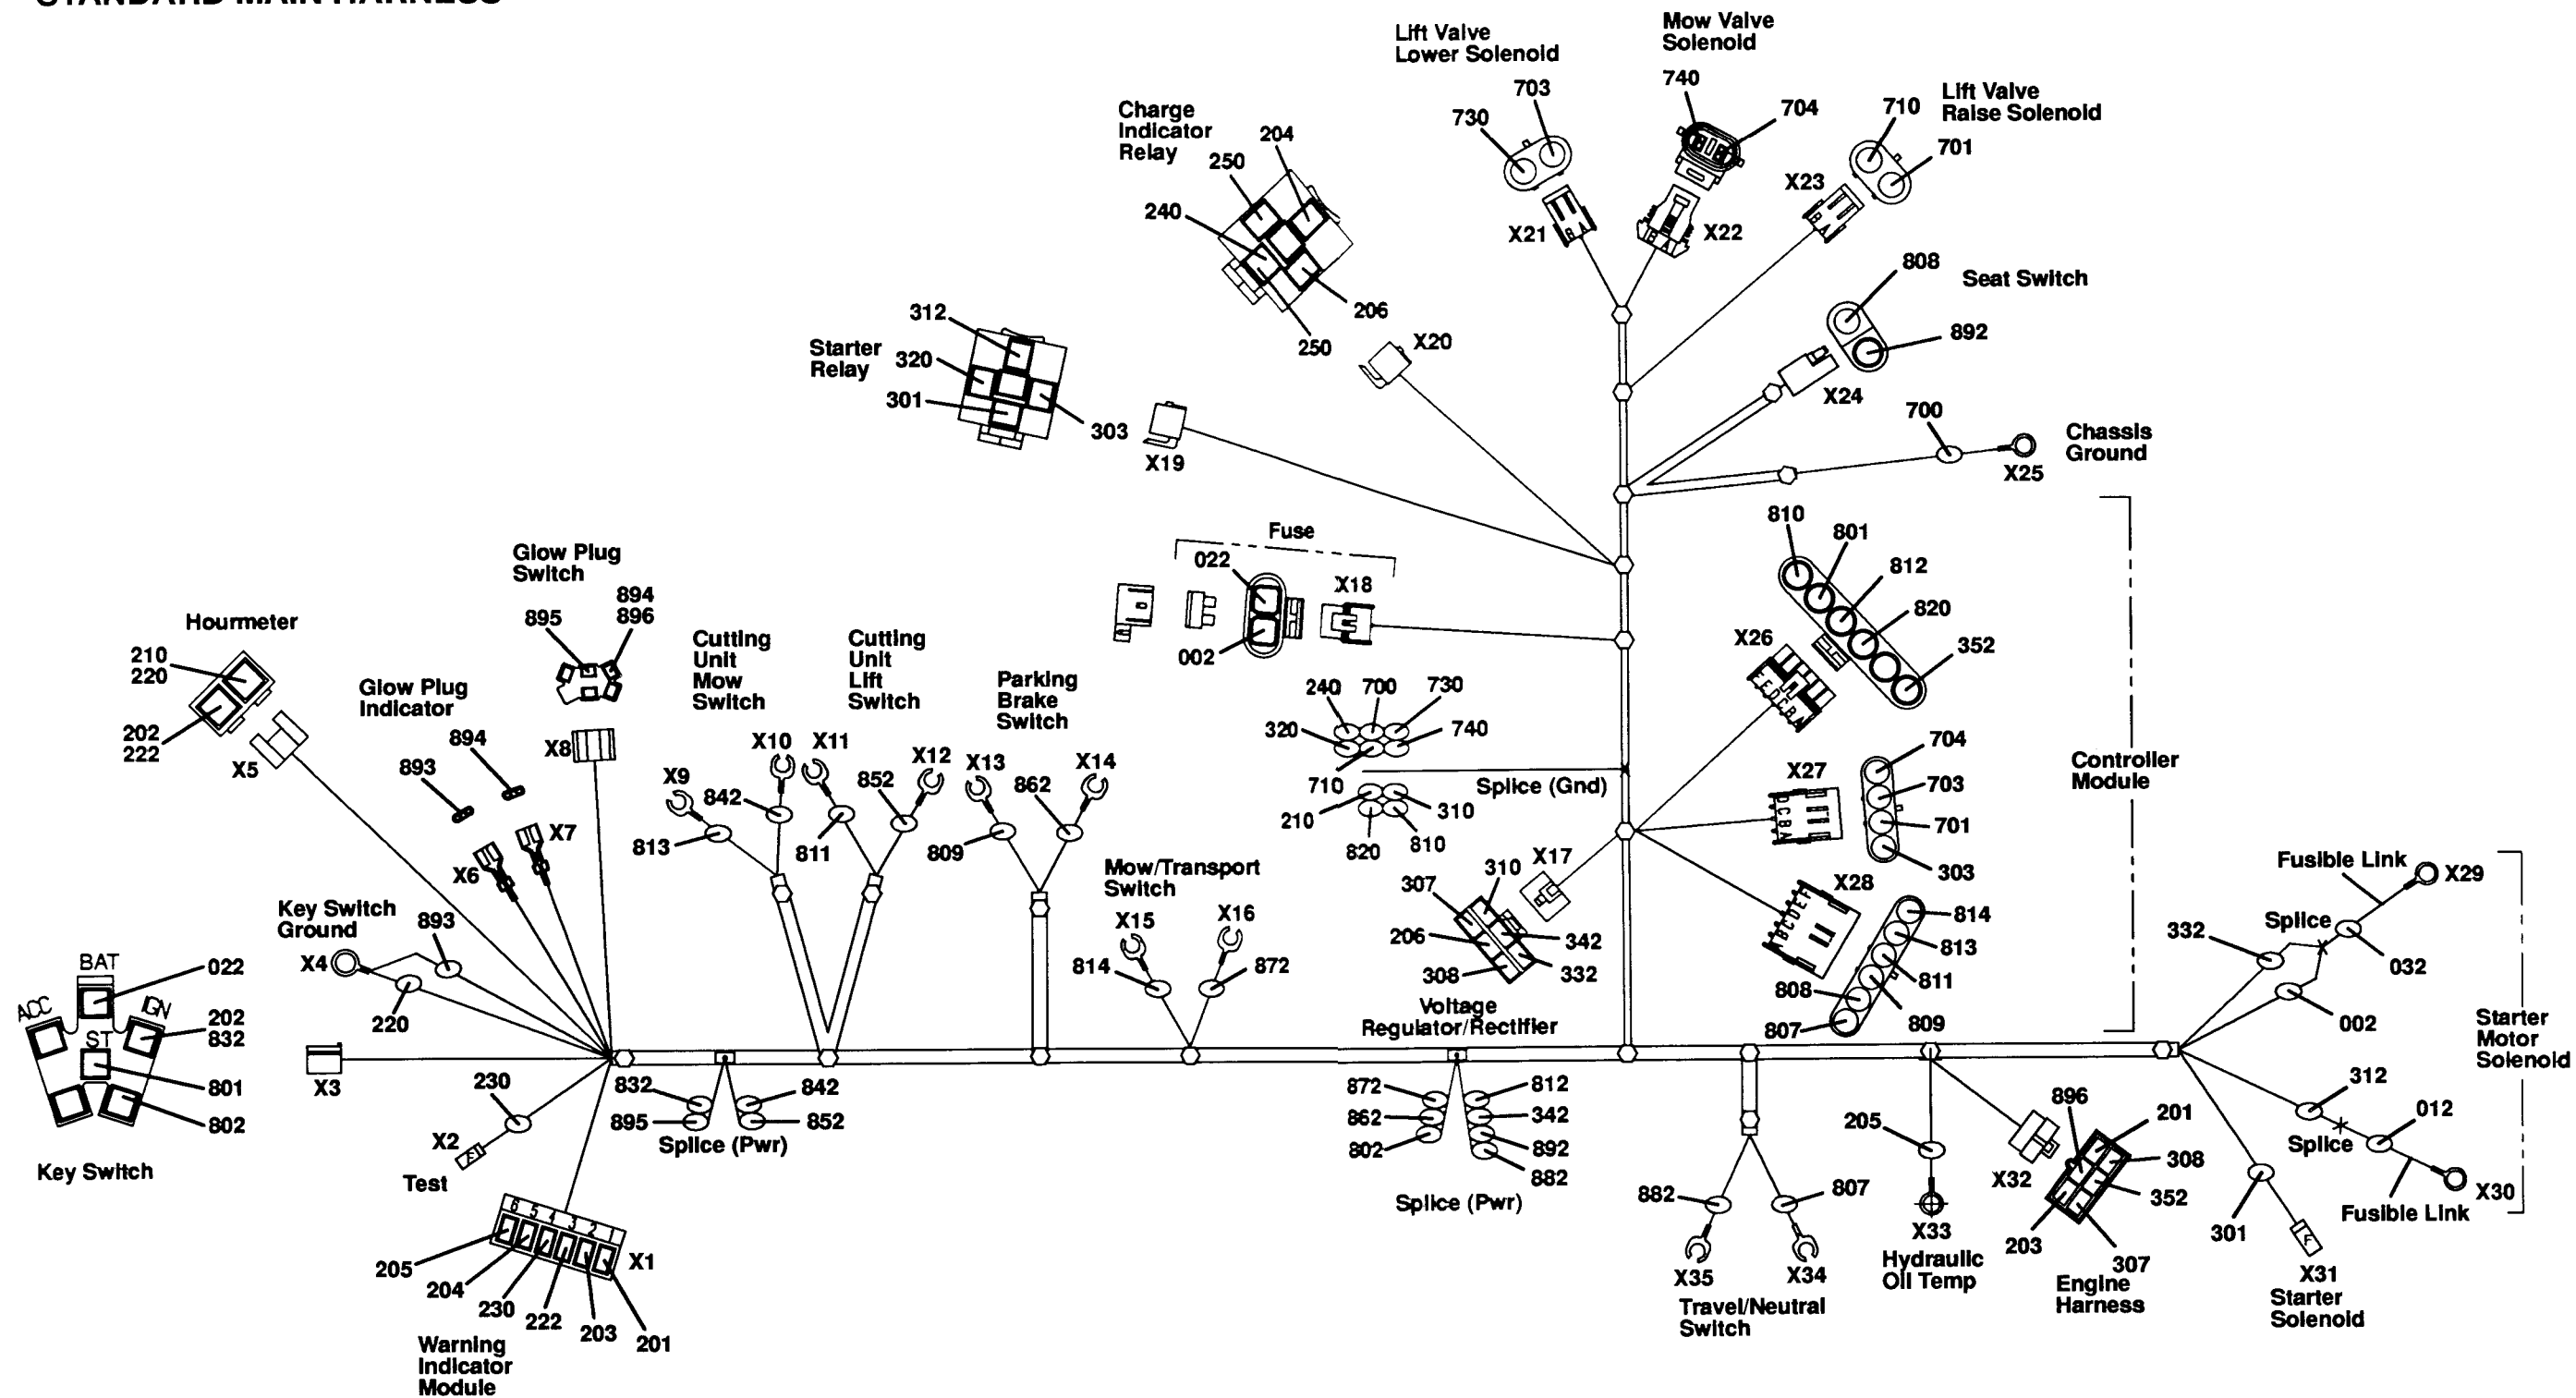 STANDARD MAIN HARNESS
Lift Valve
Lower Solenoid
703
730
X21
Mow Valve
Solenoid
740
704
X22
B A
Lift Valve
Raise Solenoid
710
701
X23
B
A
Charge
Indicator
Relay
204
250
240
206
250
X20
808
Seat Switch
892
X24
Starter
Relay
312
320
301
303
X19
700
Chassis
Ground
X25
Fuse
022
002
X18
810
801
812
820
352
X26
F E D C B A
Controller
Module
Glow Plug
Switch
895
894
896
X8
Hourmeter
210
220
202
222
X5
Glow Plug
Indicator
893
894
X6
X7
Cutting
Unit
Mow
Switch
X9
X10
842
813
Cutting
Unit
Lift
Switch
X11
X12
852
811
Parking
Brake
Switch
X13
X14
862
809
240
700
730
320
740
710
Splice (Gnd)
710
310
210
820
810
704
703
701
303
X27
D C B A
X17
310
307
206
308
342
332
Voltage
Regulator/Rectifier
X28
A B C D E F
814
813
811
809
808
807
Mow/Transport
Switch
X15
X16
814
872
Key Switch
Ground
X4
893
220
BAT
ACC
IGN
ST
022
202
832
801
802
Key Switch
X3
230
X2
Test
832
842
895
852
Splice (Pwr)
6 5 4 3 2 1
X1
205
204
230
222
203
201
Warning
Indicator
Module
872
862
802
812
342
892
882
Splice (Pwr)
882
807
X35
X34
Travel/Neutral
Switch
205
X33
Hydraulic
Oil Temp
X32
896
201
308
352
203
307
Engine
Harness
Fusible Link
X29
Splice
332
032
002
Starter
Motor
Solenoid
312
012
Splice
X30
Fusible Link
301
X31
Starter
Solenoid